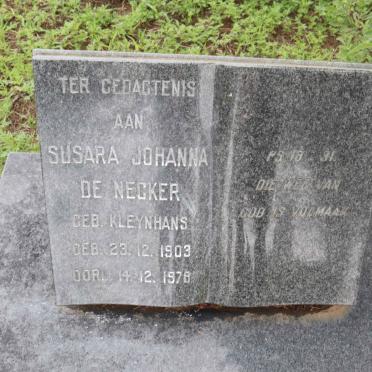 TER GEDAGTENIS
AAN
SUSARA JOHANNA
DE NECKER
GEB. KLEYNHANS
GEB. 23. 12. 1903
OORL. 14. 12. 1978
PS. 18 : 31.
DIE WEG VAN
GOD IS VOLMAAK